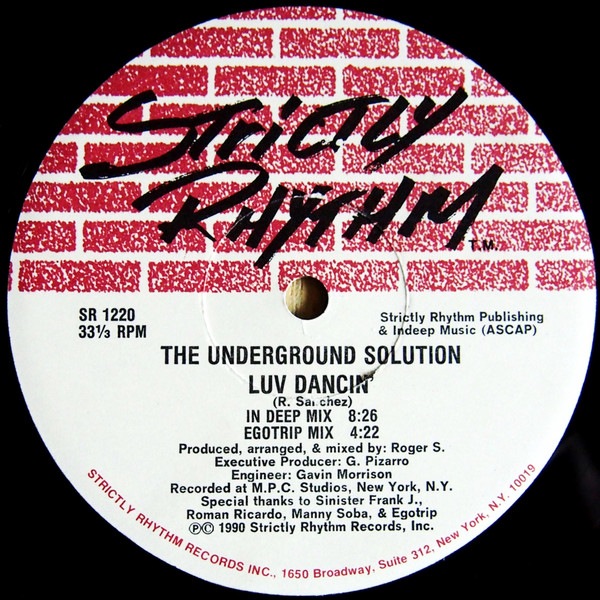 STRICTLY
RHYTHM
T.M.
SR 1220
33⅓ RPM
Strictly Rhythm Publishing
& Indeep Music (ASCAP)
THE UNDERGROUND SOLUTION
LUV DANCIN'
(R. Sanchez)
IN DEEP MIX 8:26
EGOTRIP MIX 4:22
Produced, arranged, & mixed by: Roger S.
Executive Producer: G. Pizarro
Engineer: Gavin Morrison
Recorded at M.P.C. Studios, New York, N.Y.
Special thanks to Sinister Frank J.,
Roman Ricardo, Manny Soba, & Egotrip
ⓅⒸ 1990 Strictly Rhythm Records, Inc.
STRICTLY RHYTHM RECORDS INC., 1650 Broadway, Suite 312, New York, N.Y. 10019